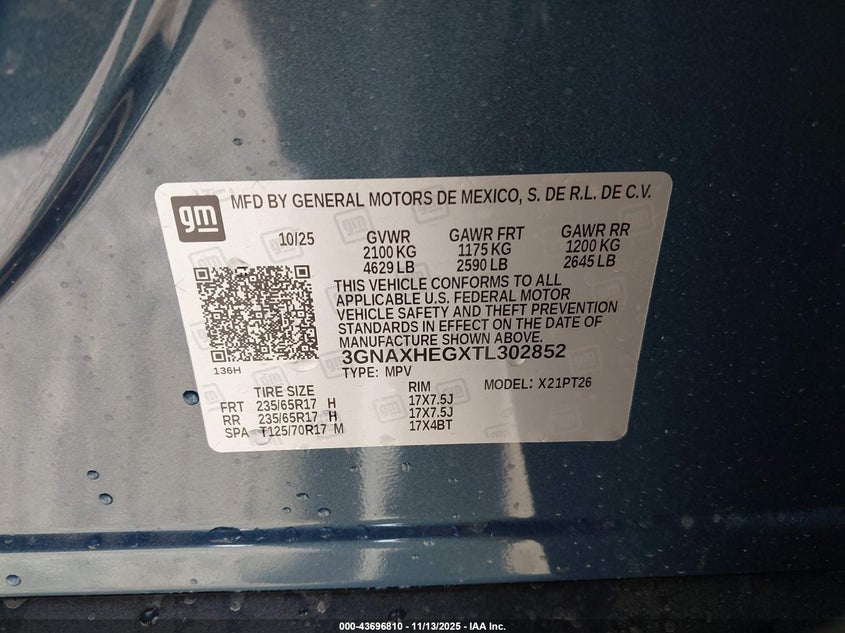 gm
MFD BY GENERAL MOTORS DE MEXICO, S. DE R.L. DE C.V.
10/25 GVWR GAWR FRT GAWR RR
2100 KG 1175 KG 1200 KG
4629 LB 2590 LB 2645 LB
THIS VEHICLE CONFORMS TO ALL
APPLICABLE U.S. FEDERAL MOTOR
VEHICLE SAFETY AND THEFT PREVENTION
STANDARDS IN EFFECT ON THE DATE OF
MANUFACTURE SHOWN ABOVE.
3GNAXHEGXTL302852
136H
TYPE: MPV MODEL: X21PT26
TIRE SIZE RIM
FRT 235/65R17 H 17X7.5J
RR 235/65R17 H 17X7.5J
SPA T125/70R17 M 17X4BT
000-43696810 - 11/13/2025 - IAA Inc.